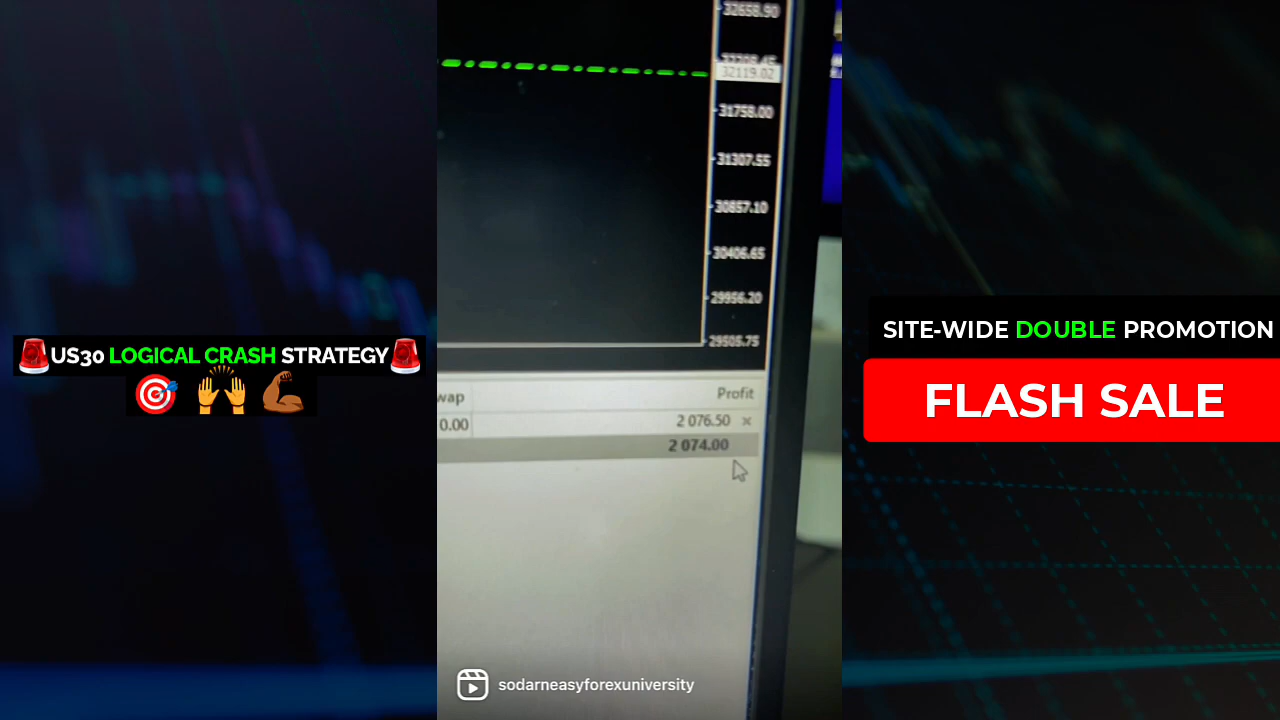 🚨US30 LOGICAL CRASH STRATEGY🚨
🎯 🙌 💪🏾
32658.90
32119.02
31758.00
31307.55
30857.10
30406.65
29956.20
29505.75
wap Profit
0.00 2 076.50 ×
2 074.00
sodarneasyforexuniversity
SITE-WIDE DOUBLE PROMOTION
FLASH SALE